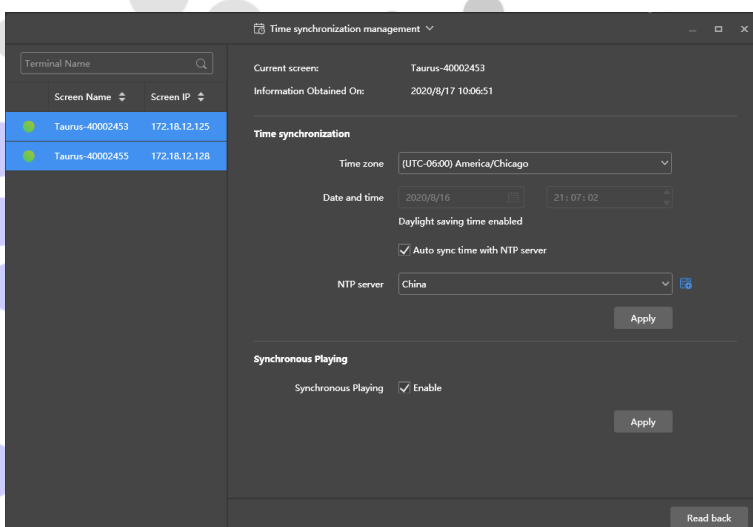 Time synchronization management
Terminal Name
Screen Name Screen IP
Taurus-40002453 172.18.12.125
Taurus-40002455 172.18.12.128
Current screen: Taurus-40002453
Information Obtained On: 2020/8/17 10:06:51
Time synchronization
Time zone (UTC-06:00) America/Chicago
Date and time 2020/8/16 21:07:02
Daylight saving time enabled
Auto sync time with NTP server
NTP server China
Apply
Synchronous Playing
Synchronous Playing Enable
Apply
Read back